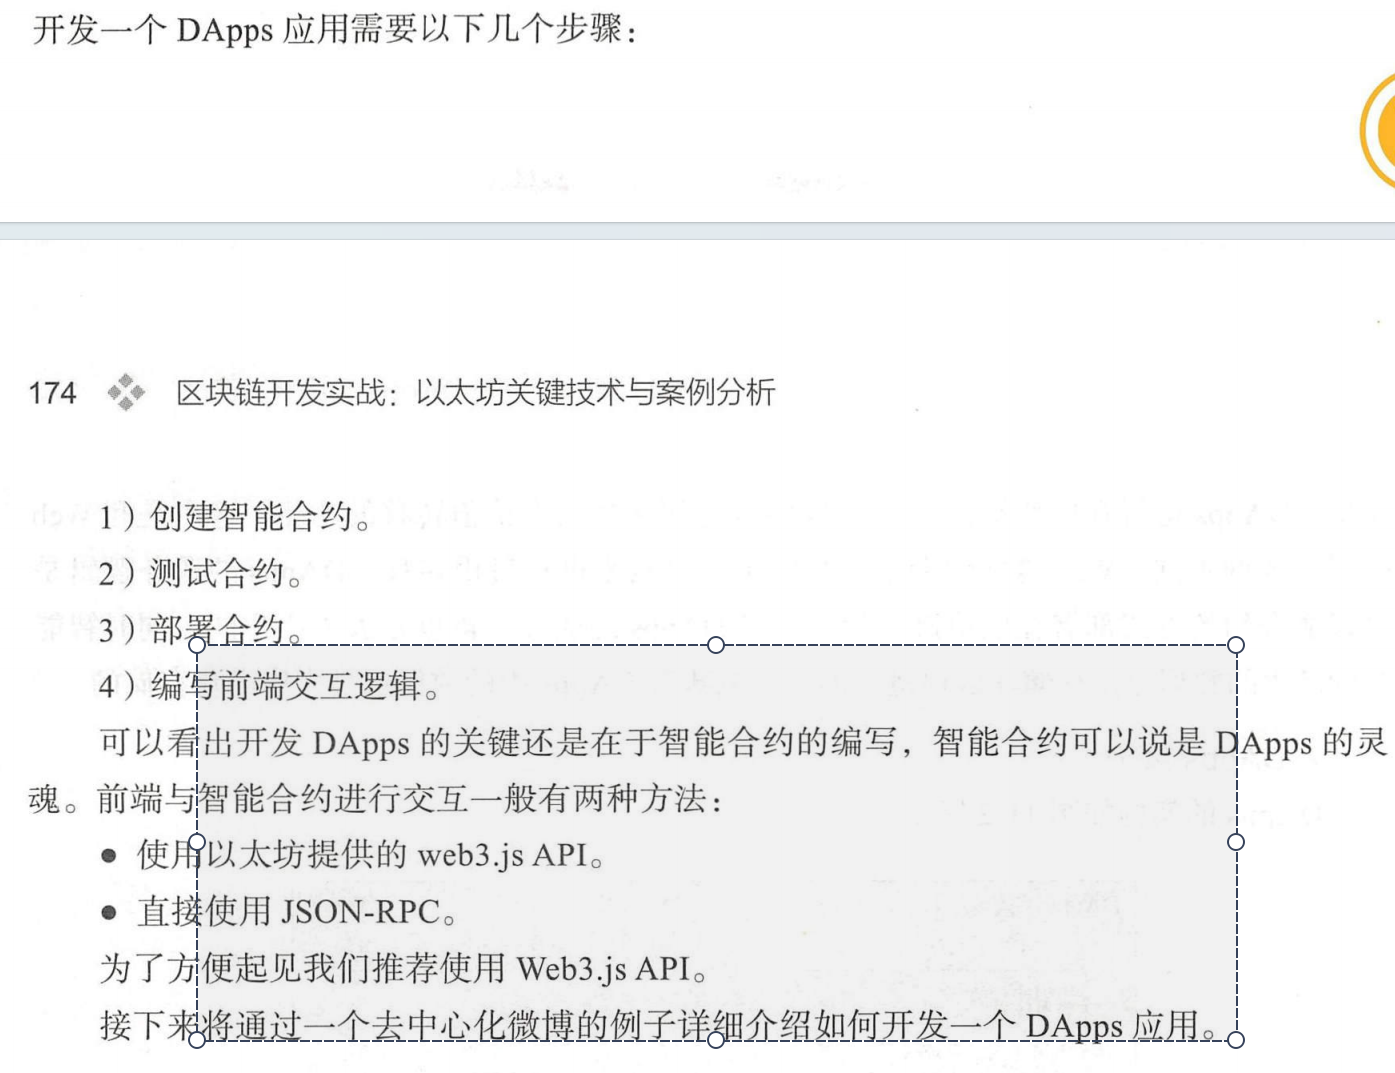 开发一个 DApps 应用需要以下几个步骤：
174 区块链开发实战：以太坊关键技术与案例分析
1）创建智能合约。
2）测试合约。
3）部署合约。
4）编写前端交互逻辑。
可以看出开发 DApps 的关键还是在于智能合约的编写，智能合约可以说是 DApps 的灵
魂。前端与智能合约进行交互一般有两种方法：
● 使用以太坊提供的 web3.js API。
● 直接使用 JSON-RPC。
为了方便起见我们推荐使用 Web3.js API。
接下来将通过一个去中心化微博的例子详细介绍如何开发一个 DApps 应用。